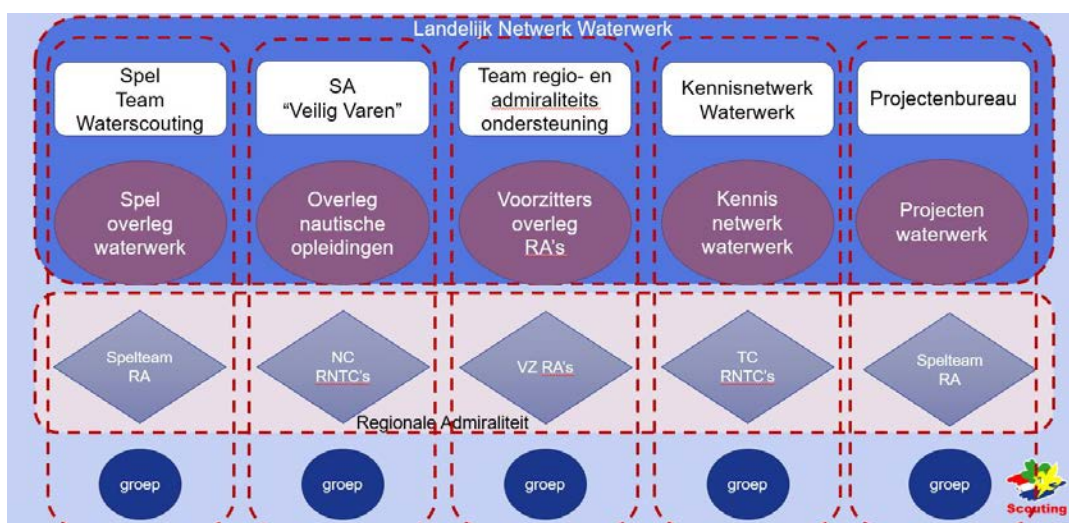 Landelijk Netwerk Waterwerk
Spel
Team
Waterscouting
SA
“Veilig Varen”
Team regio- en
admiraliteits
ondersteuning
Kennisnetwerk
Waterwerk
Projectenbureau
Spel
overleg
waterwerk
Overleg
nautische
opleidingen
Voorzitters
overleg
RA's
Kennis
netwerk
waterwerk
Projecten
waterwerk
Spelteam
RA
NC
RNTC's
VZ RA's
TC
RNTC's
Spelteam
RA
Regionale Admiraliteit
groep
groep
groep
groep
groep
Scouting